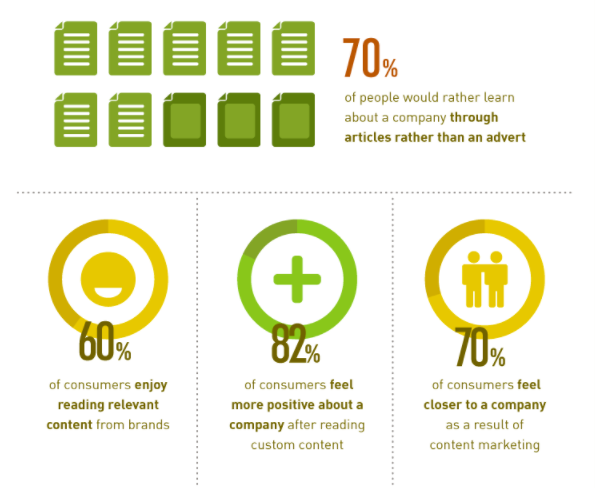 70%
of people would rather learn
about a company through
articles rather than an advert
60%
of consumers enjoy
reading relevant
content from brands
82%
of consumers feel
more positive about a
company after reading
custom content
70%
of consumers feel
closer to a company
as a result of
content marketing